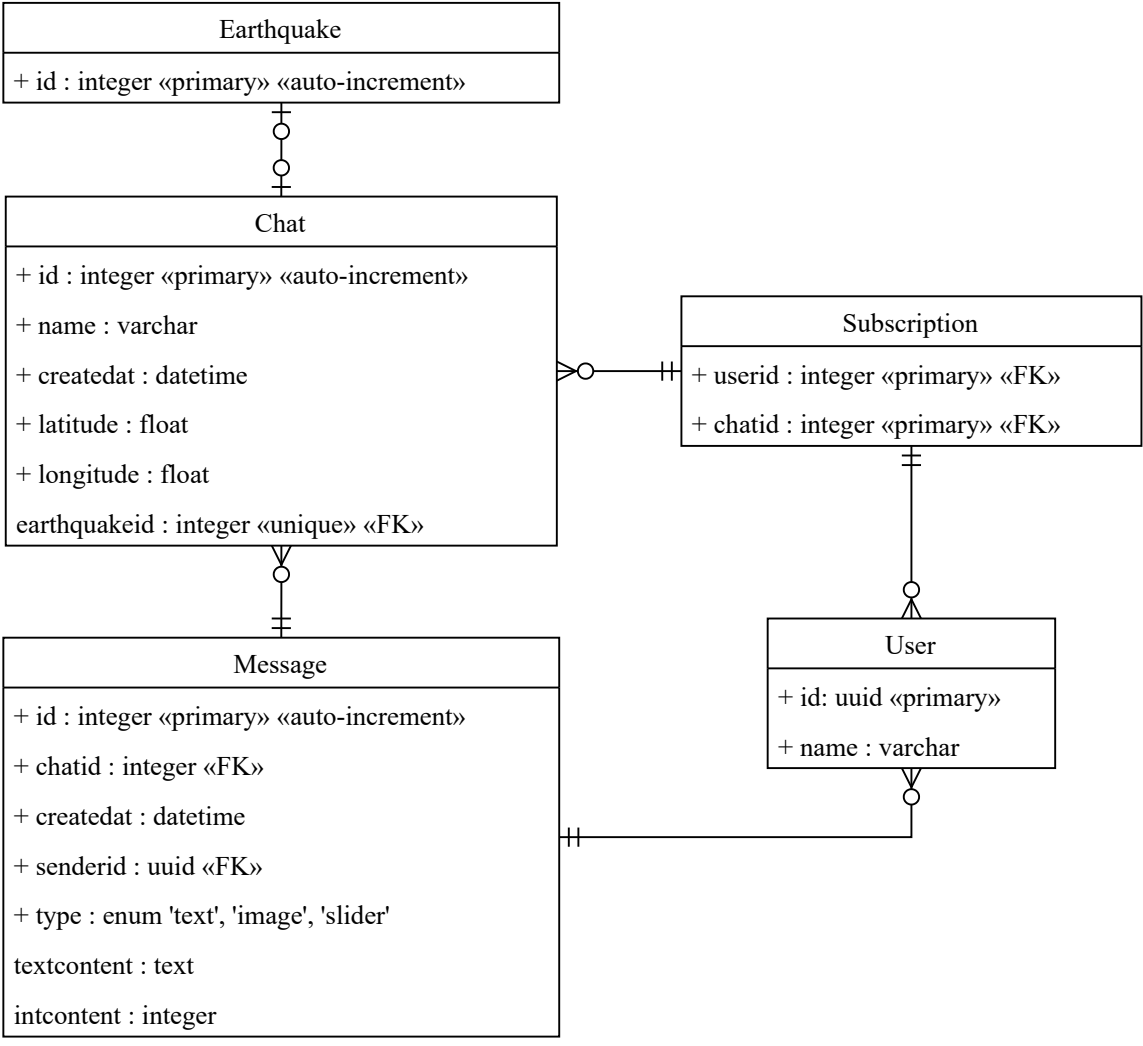 Earthquake
+ id : integer «primary» «auto-increment»
Chat
+ id : integer «primary» «auto-increment»
+ name : varchar
+ createdat : datetime
+ latitude : float
+ longitude : float
earthquakeid : integer «unique» «FK»
Subscription
+ userid : integer «primary» «FK»
+ chatid : integer «primary» «FK»
User
+ id: uuid «primary»
+ name : varchar
Message
+ id : integer «primary» «auto-increment»
+ chatid : integer «FK»
+ createdat : datetime
+ senderid : uuid «FK»
+ type : enum 'text', 'image', 'slider'
textcontent : text
intcontent : integer